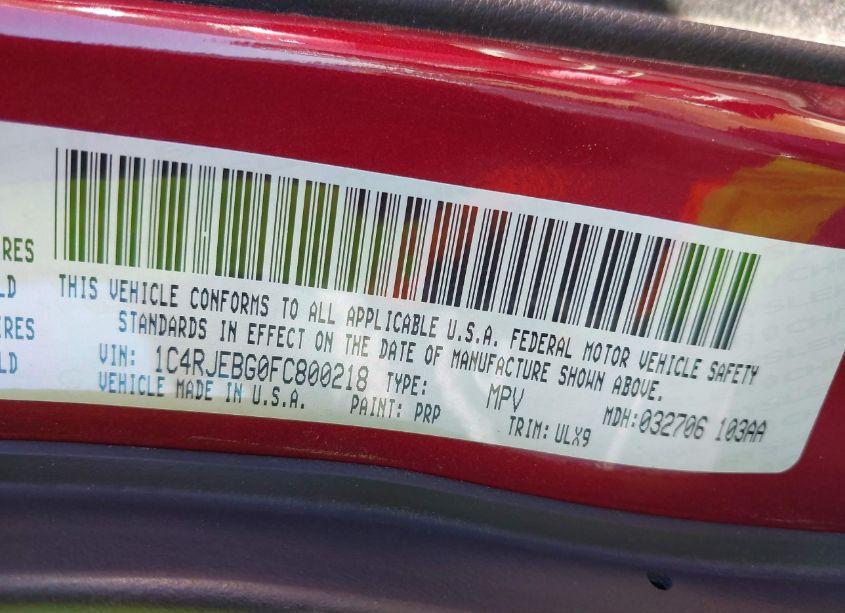 RES
LD
RES
LD
THIS VEHICLE CONFORMS TO ALL APPLICABLE U.S.A. FEDERAL MOTOR VEHICLE SAFETY
STANDARDS IN EFFECT ON THE DATE OF MANUFACTURE SHOWN ABOVE.
VIN: 1C4RJEBG0FC800218 TYPE: MPV MDH:032706 103AA
VEHICLE MADE IN U.S.A. PAINT: PRP TRIM: ULX9